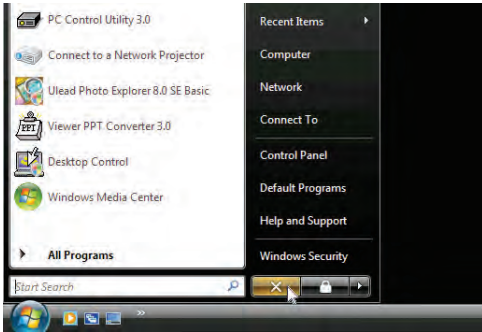 PC Control Utility 3.0
Connect to a Network Projector
Ulead Photo Explorer 8.0 SE Basic
PPT
Viewer PPT Converter 3.0
Desktop Control
Windows Media Center
All Programs
Start Search
Recent Items
Computer
Network
Connect To
Control Panel
Default Programs
Help and Support
Windows Security